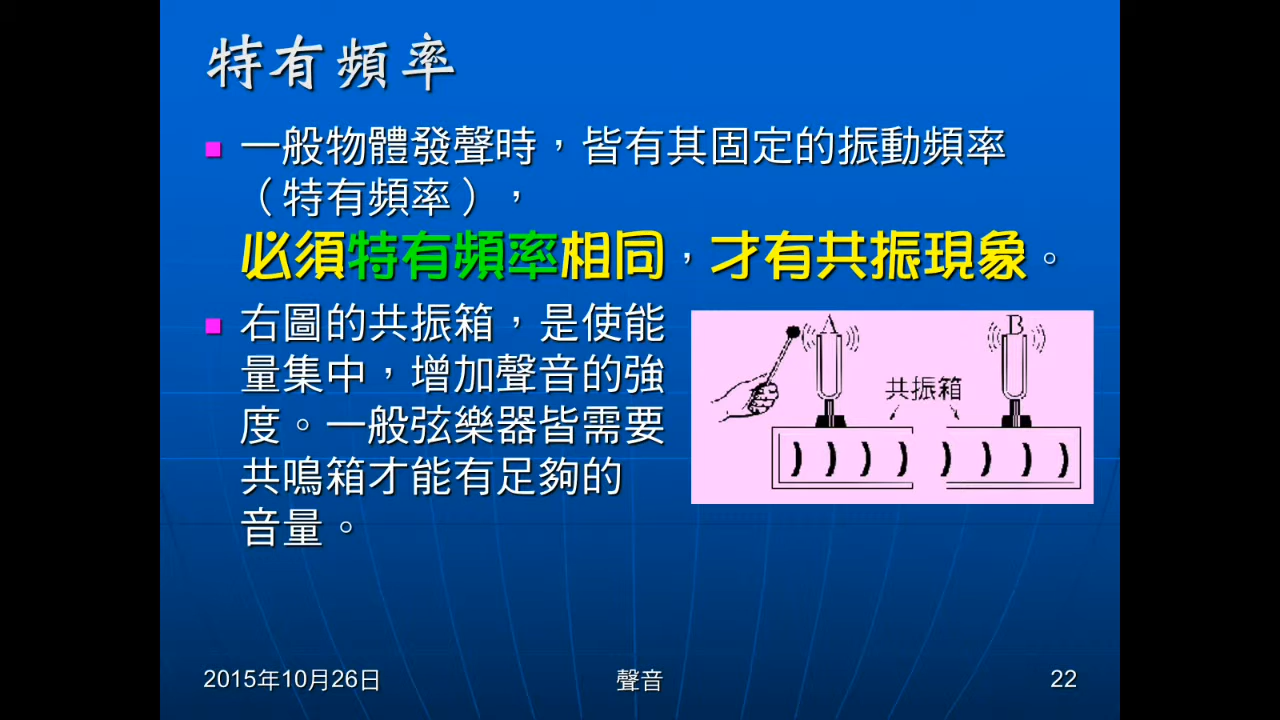 特有頻率
一般物體發聲時，皆有其固定的振動頻率
（特有頻率），
必須特有頻率相同，才有共振現象。
右圖的共振箱，是使能
量集中，增加聲音的強
度。一般弦樂器皆需要
共鳴箱才能有足夠的
音量。
A
B
共振箱
2015年10月26日
聲音
22